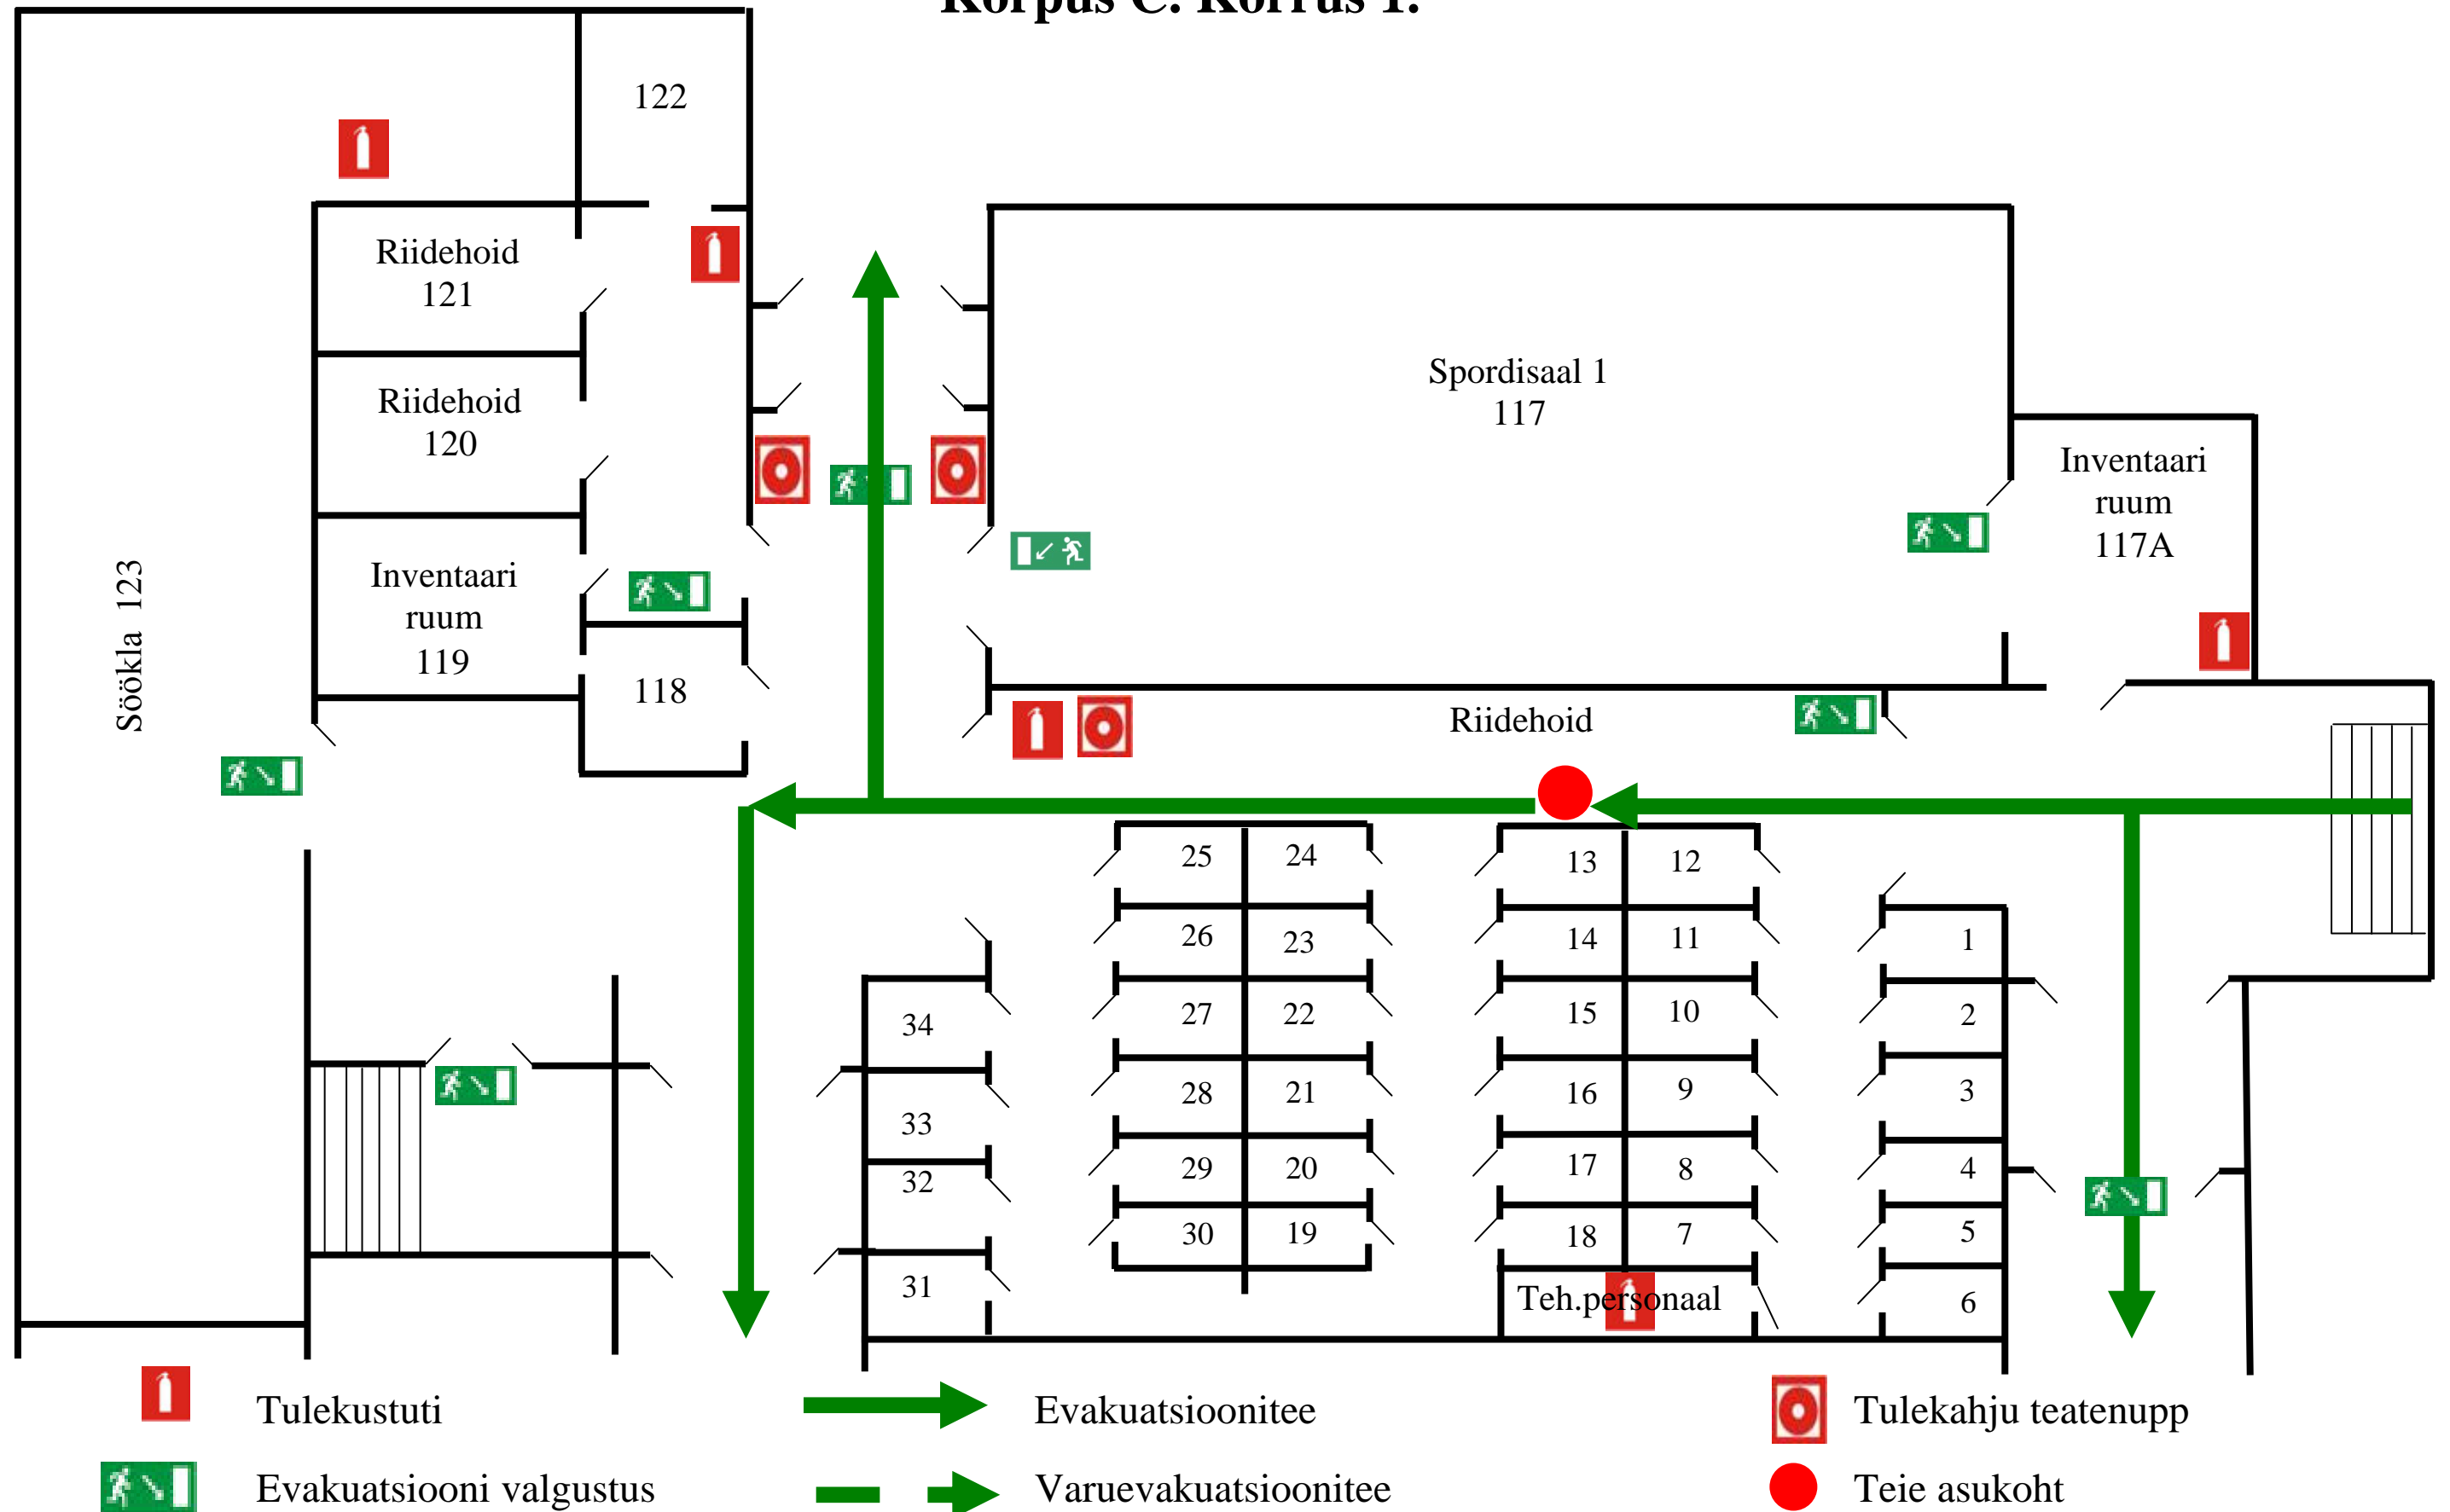 Korpus C. Korrus 1.
122
Riidehoid
121
Riidehoid
120
Inventaari
ruum
119
118
Söökla 123
Spordisaal 1
117
Inventaari
ruum
117A
Riidehoid
25 24
26 23
27 22
28 21
29 20
30 19
13 12
14 11
15 10
16 9
17 8
18 7
Teh.personaal
1
2
3
4
5
6
34
33
32
31
Tulekustuti
Evakuatsioonitee
Tulekahju teatenupp
Evakuatsiooni valgustus
Varuevakuatsioonitee
Teie asukoht